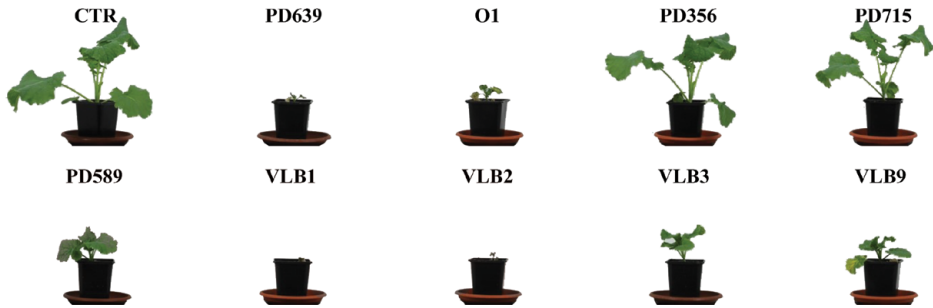 CTR PD639 O1 PD356 PD715
PD589 VLB1 VLB2 VLB3 VLB9